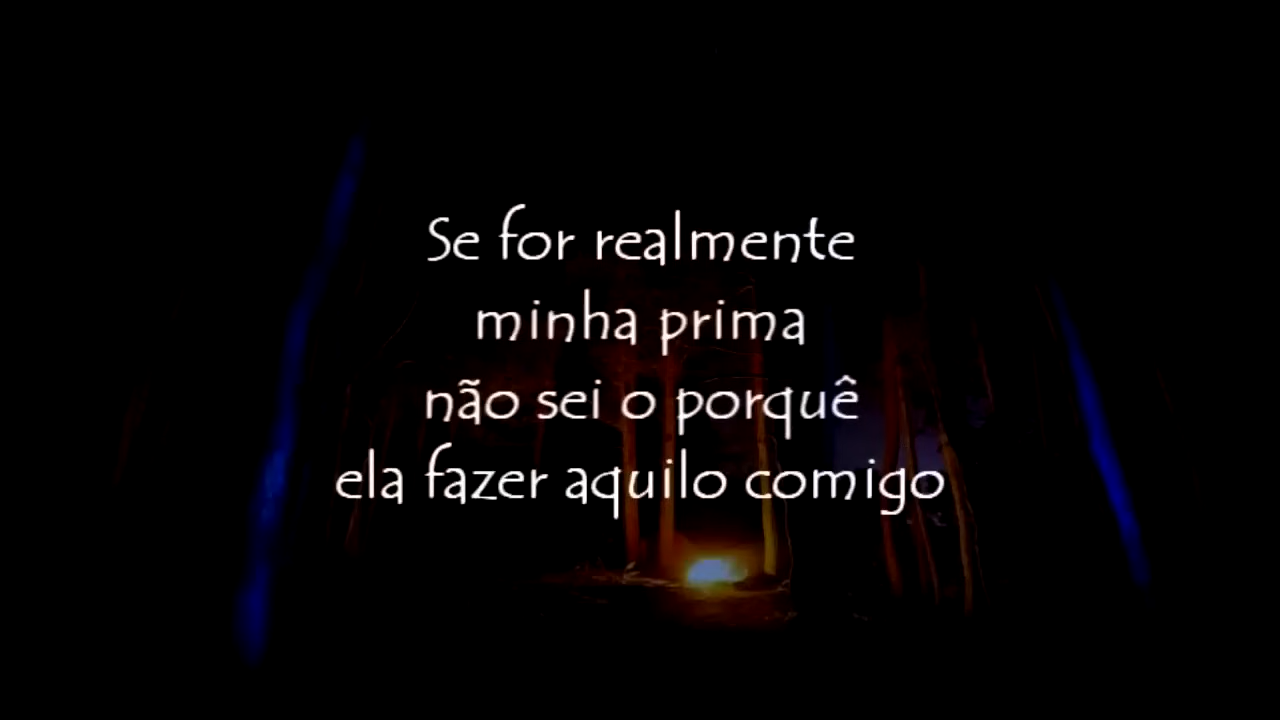 Se for realmente
minha prima
não sei o porquê
ela fazer aquilo comigo